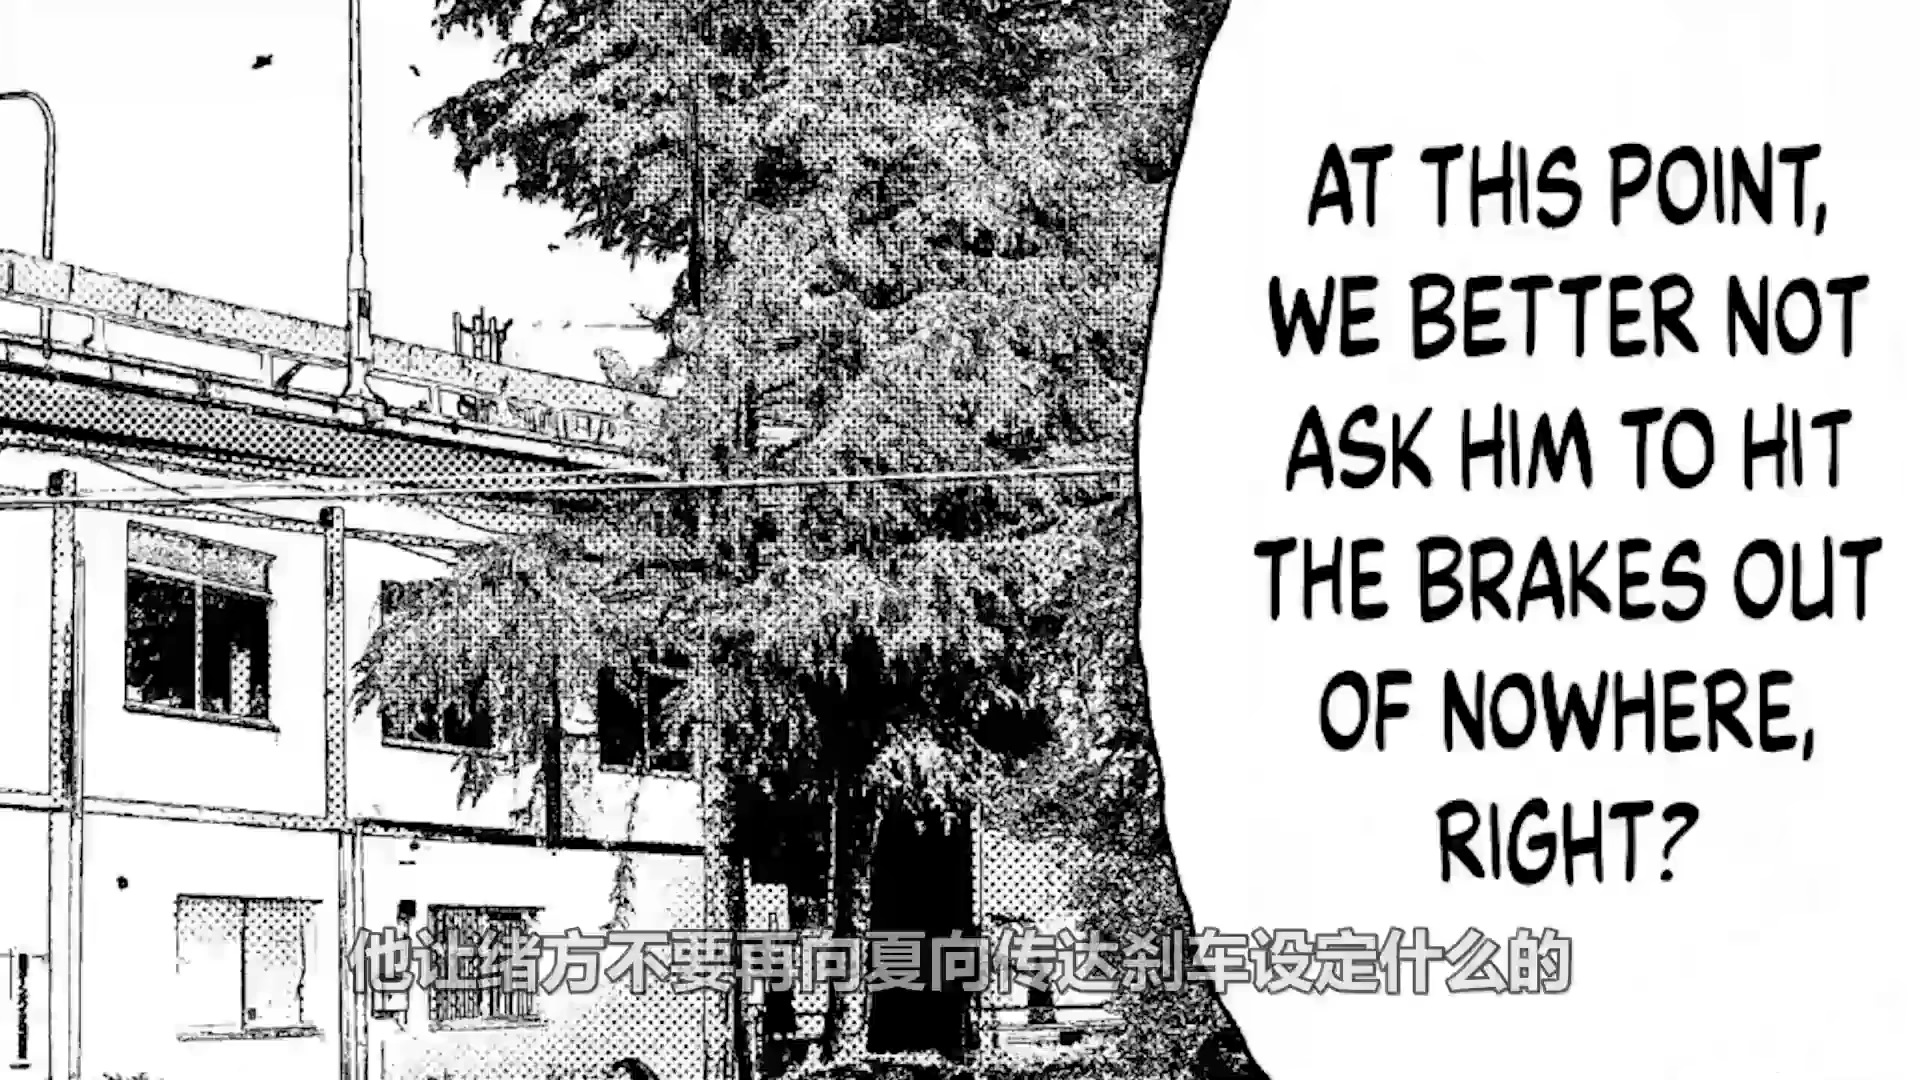 AT THIS POINT,
WE BETTER NOT
ASK HIM TO HIT
THE BRAKES OUT
OF NOWHERE,
RIGHT?
他让绪方不要再向夏向传达刹车设定什么的